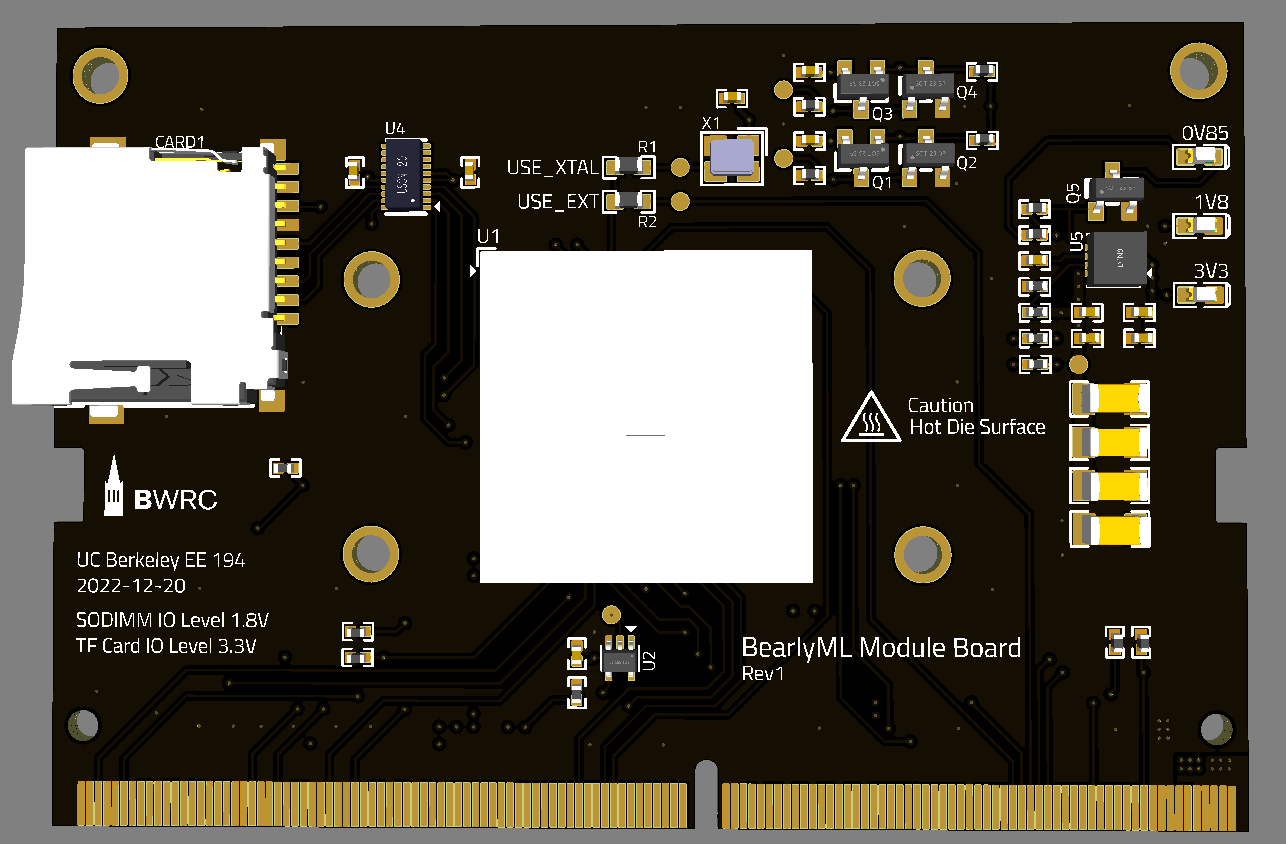 CARD1
U4
X1
R1
USE_XTAL
USE_EXT
R2
U1
Q3
Q4
Q1
Q2
0V85
Q5
1V8
U5
3V3
Caution
Hot Die Surface
BWRC
UC Berkeley EE 194
2022-12-20
SODIMM IO Level 1.8V
TF Card IO Level 3.3V
U2
BearlyML Module Board
Rev1